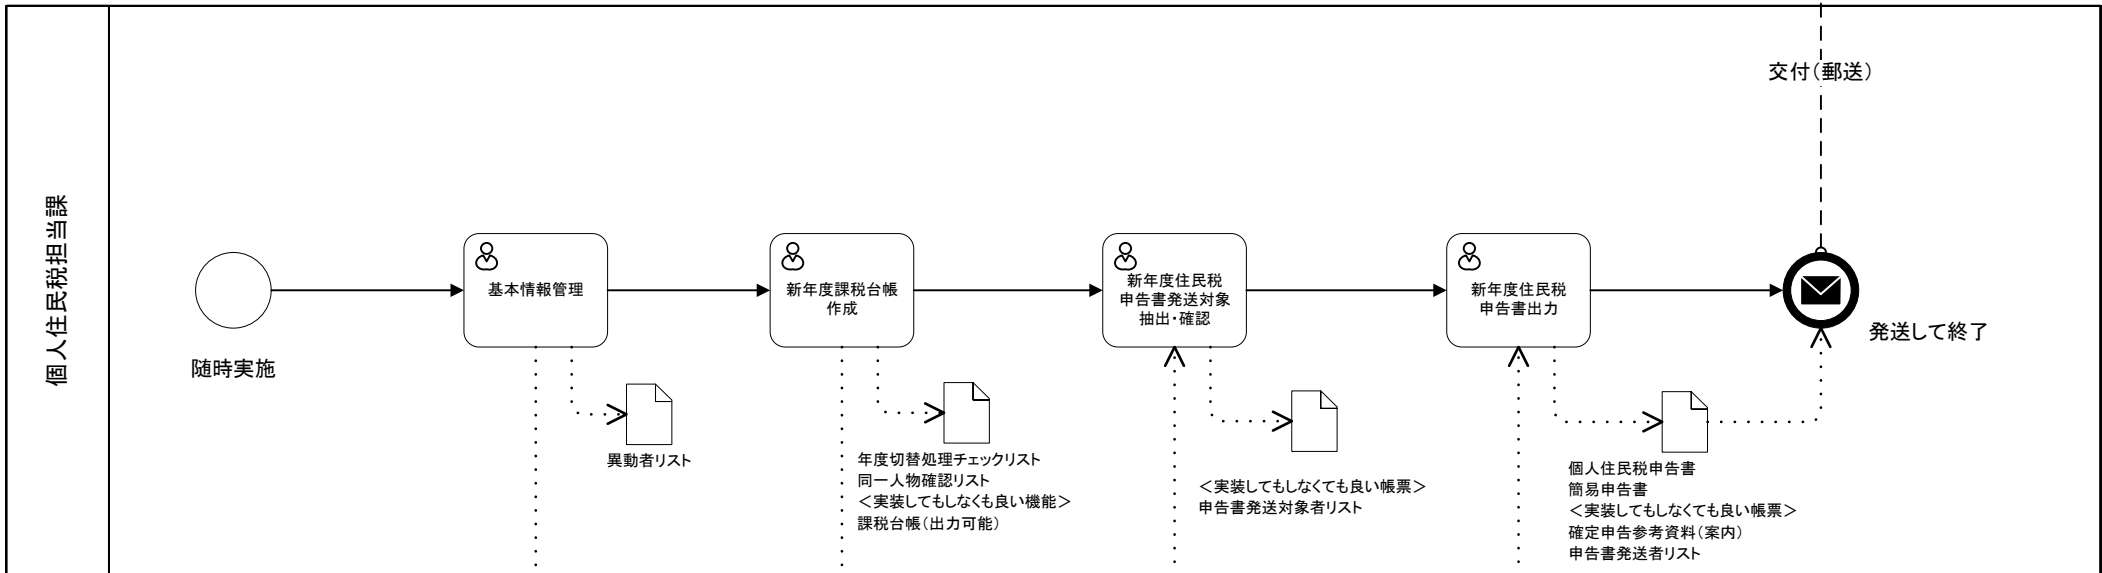 個人住民税担当課
交付(郵送)
随時実施
基本情報管理
異動者リスト
新年度課税台帳
作成
年度切替処理チェックリスト
同一人物確認リスト
<実装してもしなくも良い機能>
課税台帳(出力可能)
新年度住民税
申告書発送対象
抽出・確認
<実装してもしなくても良い帳票>
申告書発送対象者リスト
新年度住民税
申告書出力
個人住民税申告書
簡易申告書
<実装してもしなくても良い帳票>
確定申告参考資料(案内)
申告書発送者リスト
発送して終了